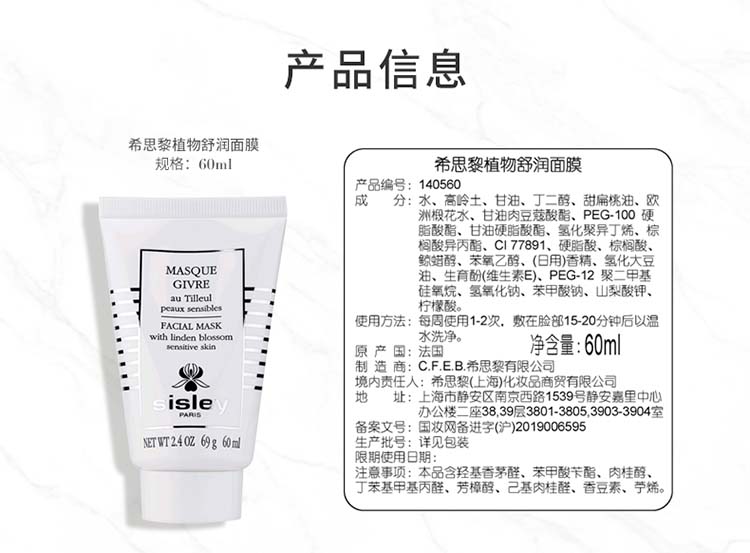 产品信息
希思黎植物舒润面膜
规格：60ml
MASQUE
GIVRE
au Tilleul
peaux sensibles
FACIAL MASK
with linden blossom
sensitive skin
sisley
PARIS
NET WT 2.4 OZ 69 g 60 ml
希思黎植物舒润面膜
产品编号：140560
成 分：水、高岭土、甘油、丁二醇、甜扁桃油、欧
洲椴花水、甘油肉豆蔻酸酯、PEG-100 硬
脂酸酯、甘油硬脂酸酯、氢化聚异丁烯、棕
榈酸异丙酯、CI 77891、硬脂酸、棕榈酸、
鲸蜡醇、苯氧乙醇、(日用)香精、氢化大豆
油、生育酚(维生素E)、PEG-12 聚二甲基
硅氧烷、氢氧化钠、苯甲酸钠、山梨酸钾、
柠檬酸。
使用方法：每周使用1-2次，敷在脸部15-20分钟后以温
水洗净。
原 产 国：法国 净含量：60ml
制 造 商：C.F.E.B.希思黎有限公司
境内责任人：希思黎(上海)化妆品商贸有限公司
地 址：上海市静安区南京西路1539号静安嘉里中心
办公楼二座38,39层3801-3805,3903-3904室
备案文号：国妆网备进字(沪)2019006595
生产批号：详见包装
限期使用日期：
注意事项：本品含羟基香茅醛、苯甲酸苄酯、肉桂醇、
丁苯基甲基丙醛、芳樟醇、己基肉桂醛、香豆素、苧烯。